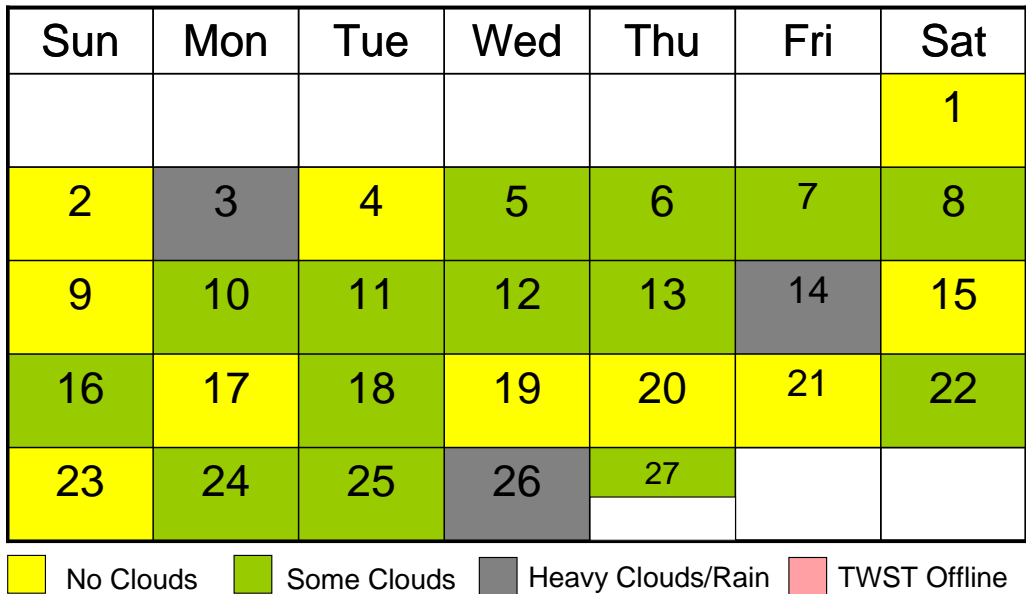 Sun Mon Tue Wed Thu Fri Sat
1
2 3 4 5 6 7 8
9 10 11 12 13 14 15
16 17 18 19 20 21 22
23 24 25 26 27
No Clouds Some Clouds Heavy Clouds/Rain TWST Offline